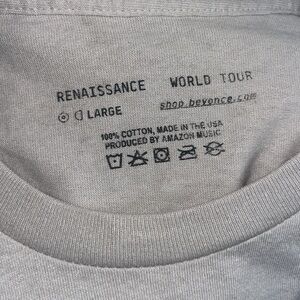 RENAISSANCE WORLD TOUR
LARGE shop.beyonce.com
100% COTTON, MADE IN THE USA
PRODUCED BY AMAZON MUSIC